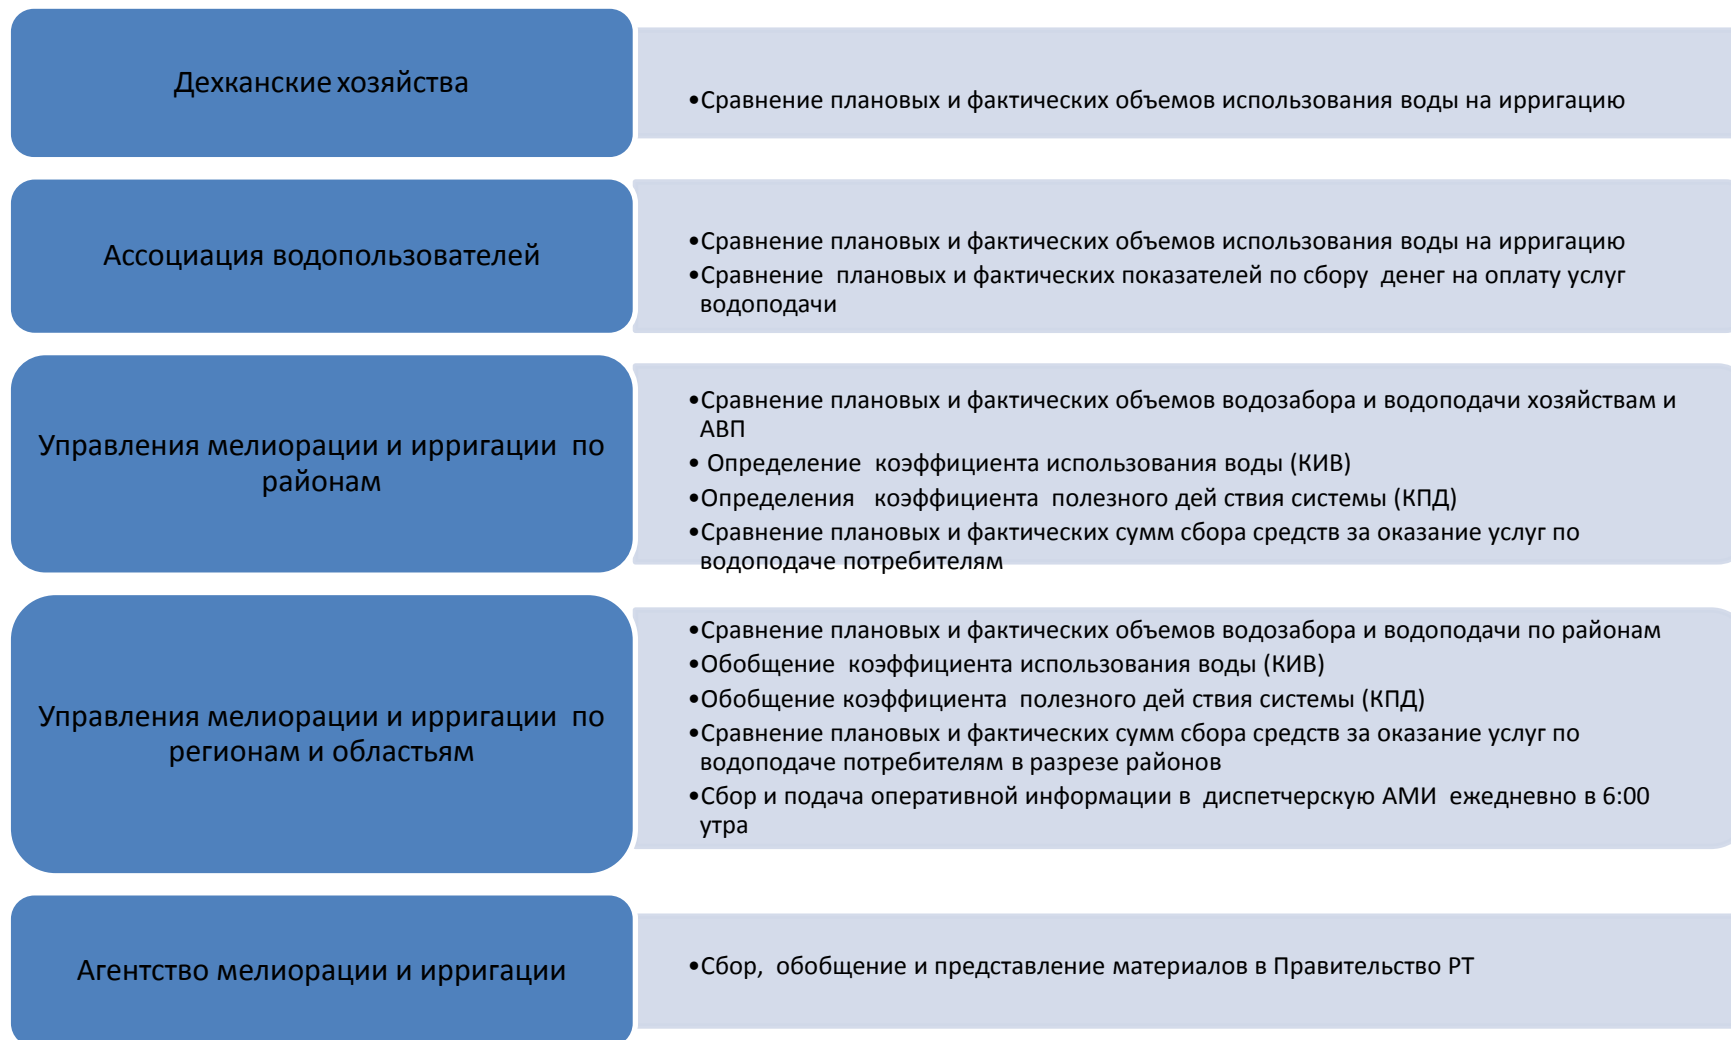 Дехканские хозяйства
•Сравнение плановых и фактических объемов использования воды на ирригацию
Ассоциация водопользователей
•Сравнение плановых и фактических объемов использования воды на ирригацию
•Сравнение плановых и фактических показателей по сбору денег на оплату услуг
водоподачи
Управления мелиорации и ирригации по
районам
•Сравнение плановых и фактических объемов водозабора и водоподачи хозяйствам и
АВП
• Определение коэффициента использования воды (КИВ)
•Определения коэффициента полезного дей ствия системы (КПД)
•Сравнение плановых и фактических сумм сбора средств за оказание услуг по
водоподаче потребителям
Управления мелиорации и ирригации по
регионам и областьям
•Сравнение плановых и фактических объемов водозабора и водоподачи по районам
•Обобщение коэффициента использования воды (КИВ)
•Обобщение коэффициента полезного дей ствия системы (КПД)
•Сравнение плановых и фактических сумм сбора средств за оказание услуг по
водоподаче потребителям в разрезе районов
•Сбор и подача оперативной информации в диспетчерскую АМИ ежедневно в 6:00
утра
Агентство мелиорации и ирригации
•Сбор, обобщение и представление материалов в Правительство РТ